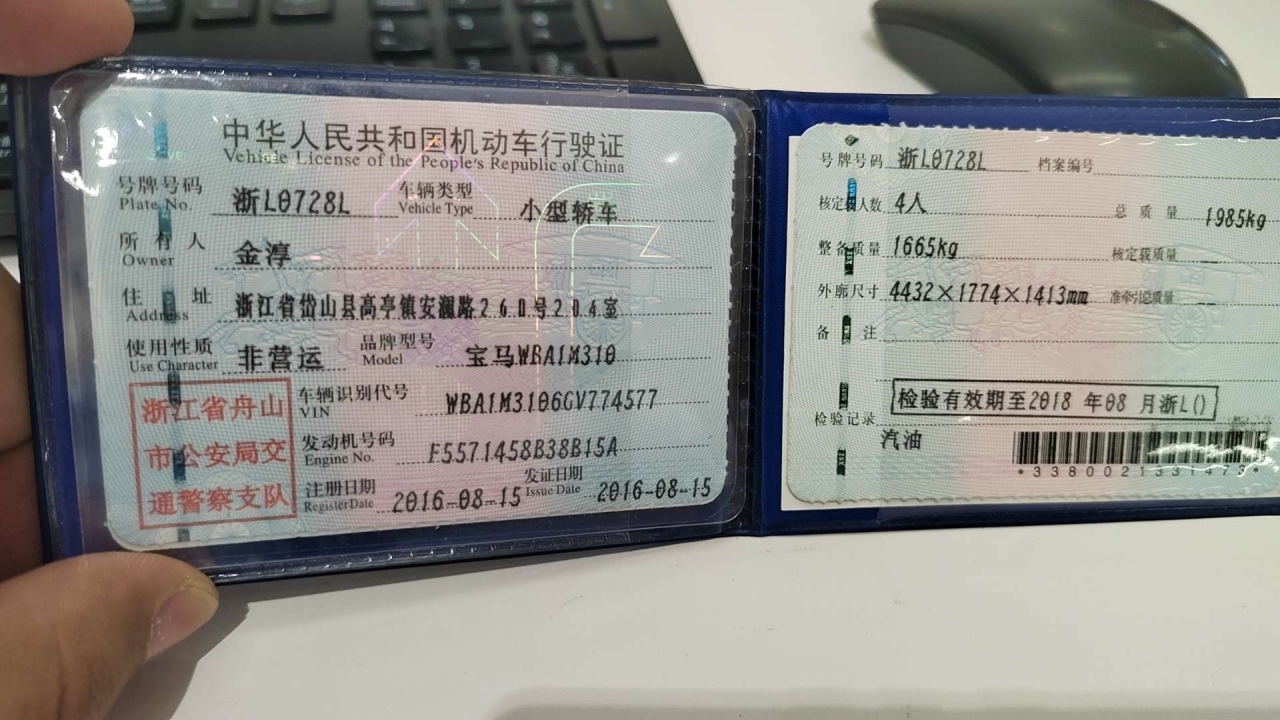 中华人民共和国机动车行驶证
Vehicle License of the People's Republic of China
号牌号码 浙L0728L 车辆类型 小型轿车
Plate No. Vehicle Type
所有人 金淳
Owner
住址 浙江省岱山县高亭镇安澜路260号204室
Address
使用性质 非营运 品牌型号 宝马WBA1M310
Use Character Model
浙江省舟山
市公安局交
通警察支队
车辆识别代号 WBA1M3106GV774577
VIN
发动机号码 F5571458B38B15A
Engine No.
注册日期 2016-08-15 发证日期 2016-08-15
Register Date Issue Date
号牌号码 浙L0728L 档案编号
核定载人数 4人 总质量 1985kg
整备质量 1665kg 核定载质量
外廓尺寸 4432×1774×1413mm 准牵引总质量
备注
检验有效期至2018 年08 月浙L()
检验记录
汽油
*3380021331473*